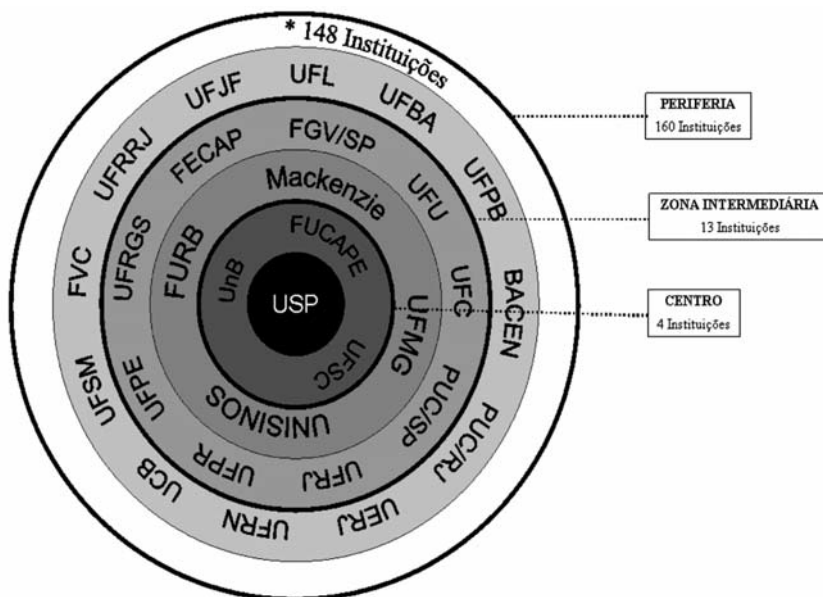 * 148 Instituições
UFL
UFBA
UFPB
BACEN
PUC/RJ
UERJ
UFRN
UCB
UFSM
FVC
UFRRJ
UFJF
FGV/SP
UFU
UFC
PUC/SP
UFRJ
UFPR
UFPE
UFRGS
FECAP
Mackenzie
UFMG
UNISINOS
FURB
FUCAPE
UFSC
UnB
USP
PERIFERIA
160 Instituições
ZONA INTERMEDIÁRIA
13 Instituições
CENTRO
4 Instituições